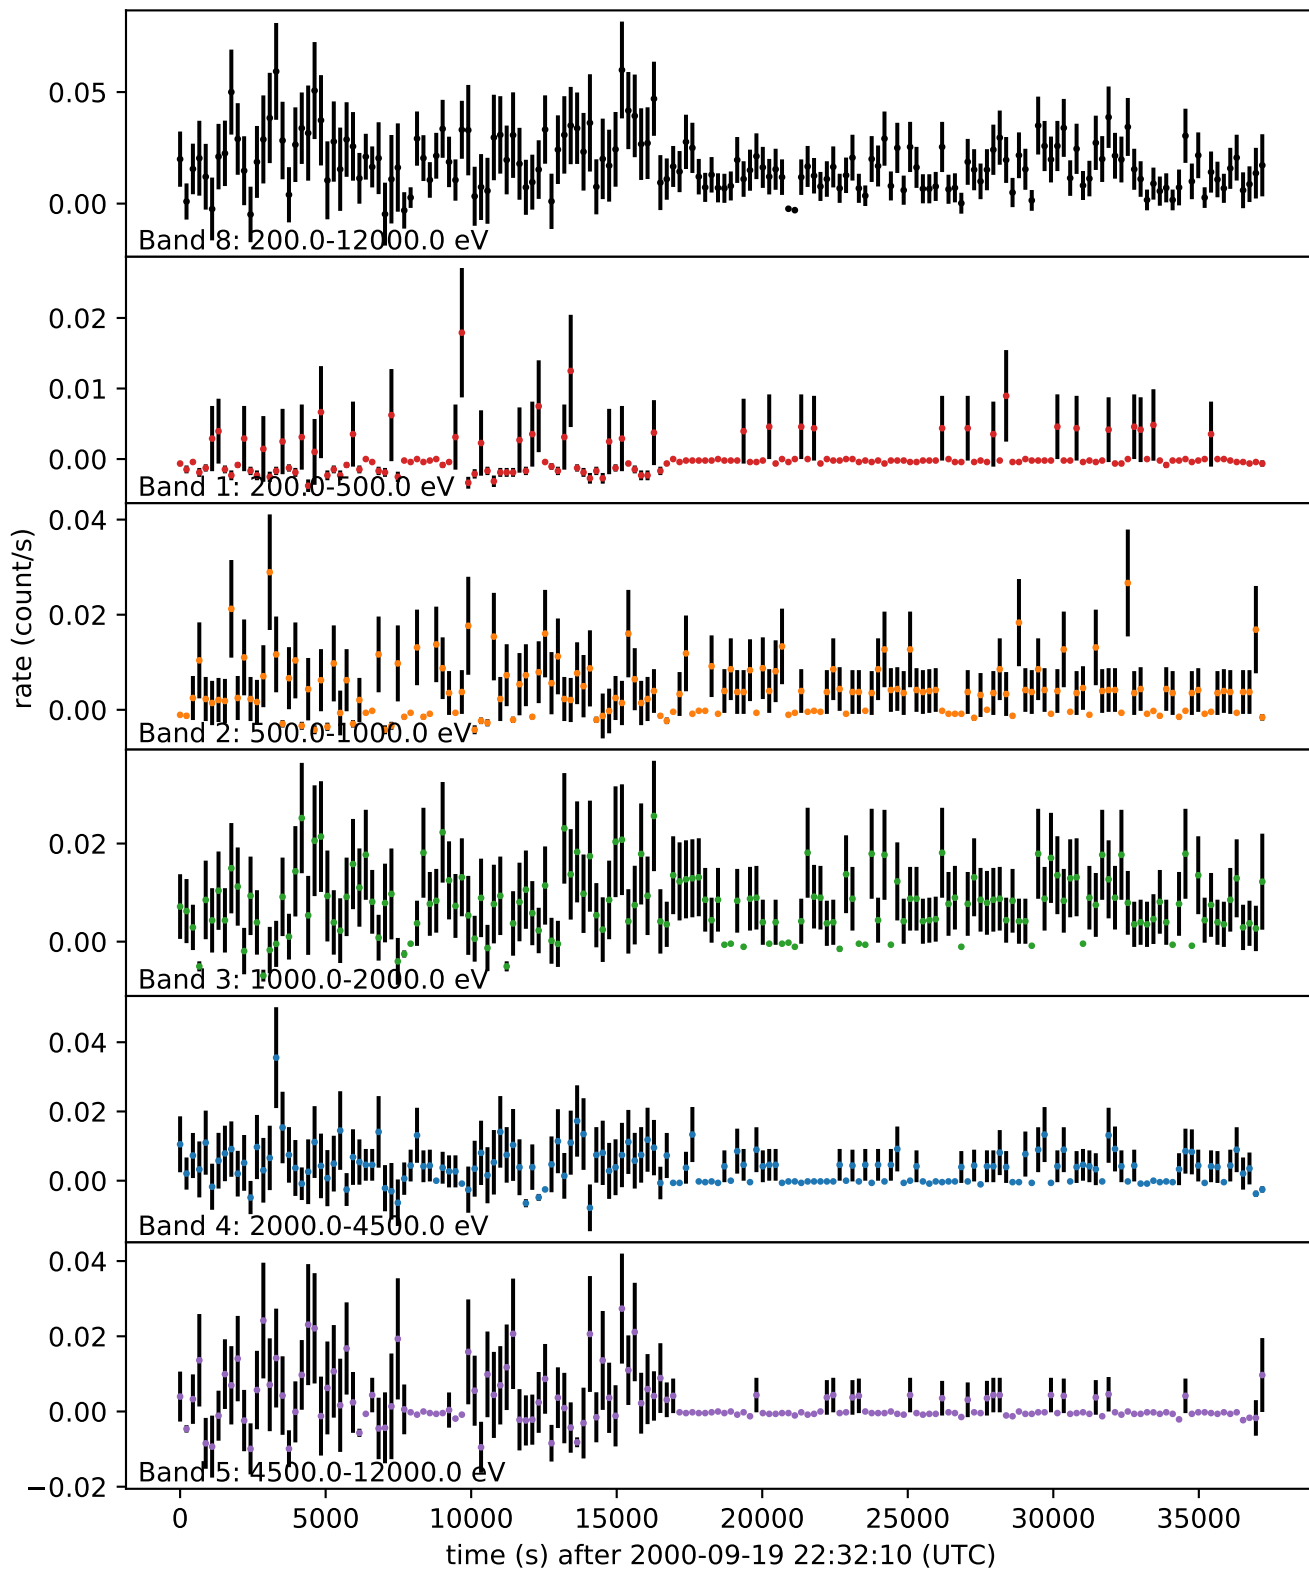 0.05
0.00
Band 8: 200.0-12000.0 eV
0.02
0.01
0.00
Band 1: 200.0-500.0 eV
0.04
0.02
0.00
Band 2: 500.0-1000.0 eV
rate (count/s)
0.02
0.00
Band 3: 1000.0-2000.0 eV
0.04
0.02
0.00
Band 4: 2000.0-4500.0 eV
0.04
0.02
0.00
−0.02
Band 5: 4500.0-12000.0 eV
0 5000 10000 15000 20000 25000 30000 35000
time (s) after 2000-09-19 22:32:10 (UTC)